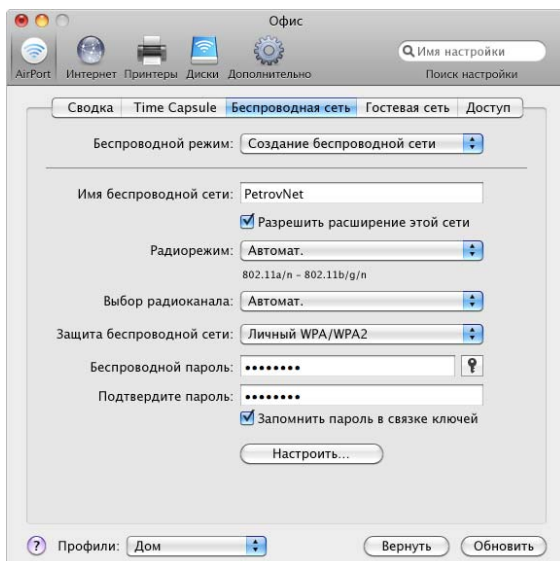 Офис
AirPort Интернет Принтеры Диски Дополнительно
Имя настройки
Поиск настройки
Сводка Time Capsule Беспроводная сеть Гостевая сеть Доступ
Беспроводной режим: Создание беспроводной сети
Имя беспроводной сети: PetrovNet
Разрешить расширение этой сети
Радиорежим: Автомат.
802.11a/n – 802.11b/g/n
Выбор радиоканала: Автомат.
Защита беспроводной сети: Личный WPA/WPA2
Беспроводной пароль: ••••••••
Подтвердите пароль: ••••••••
Запомнить пароль в связке ключей
Настроить...
? Профили: Дом Вернуть Обновить